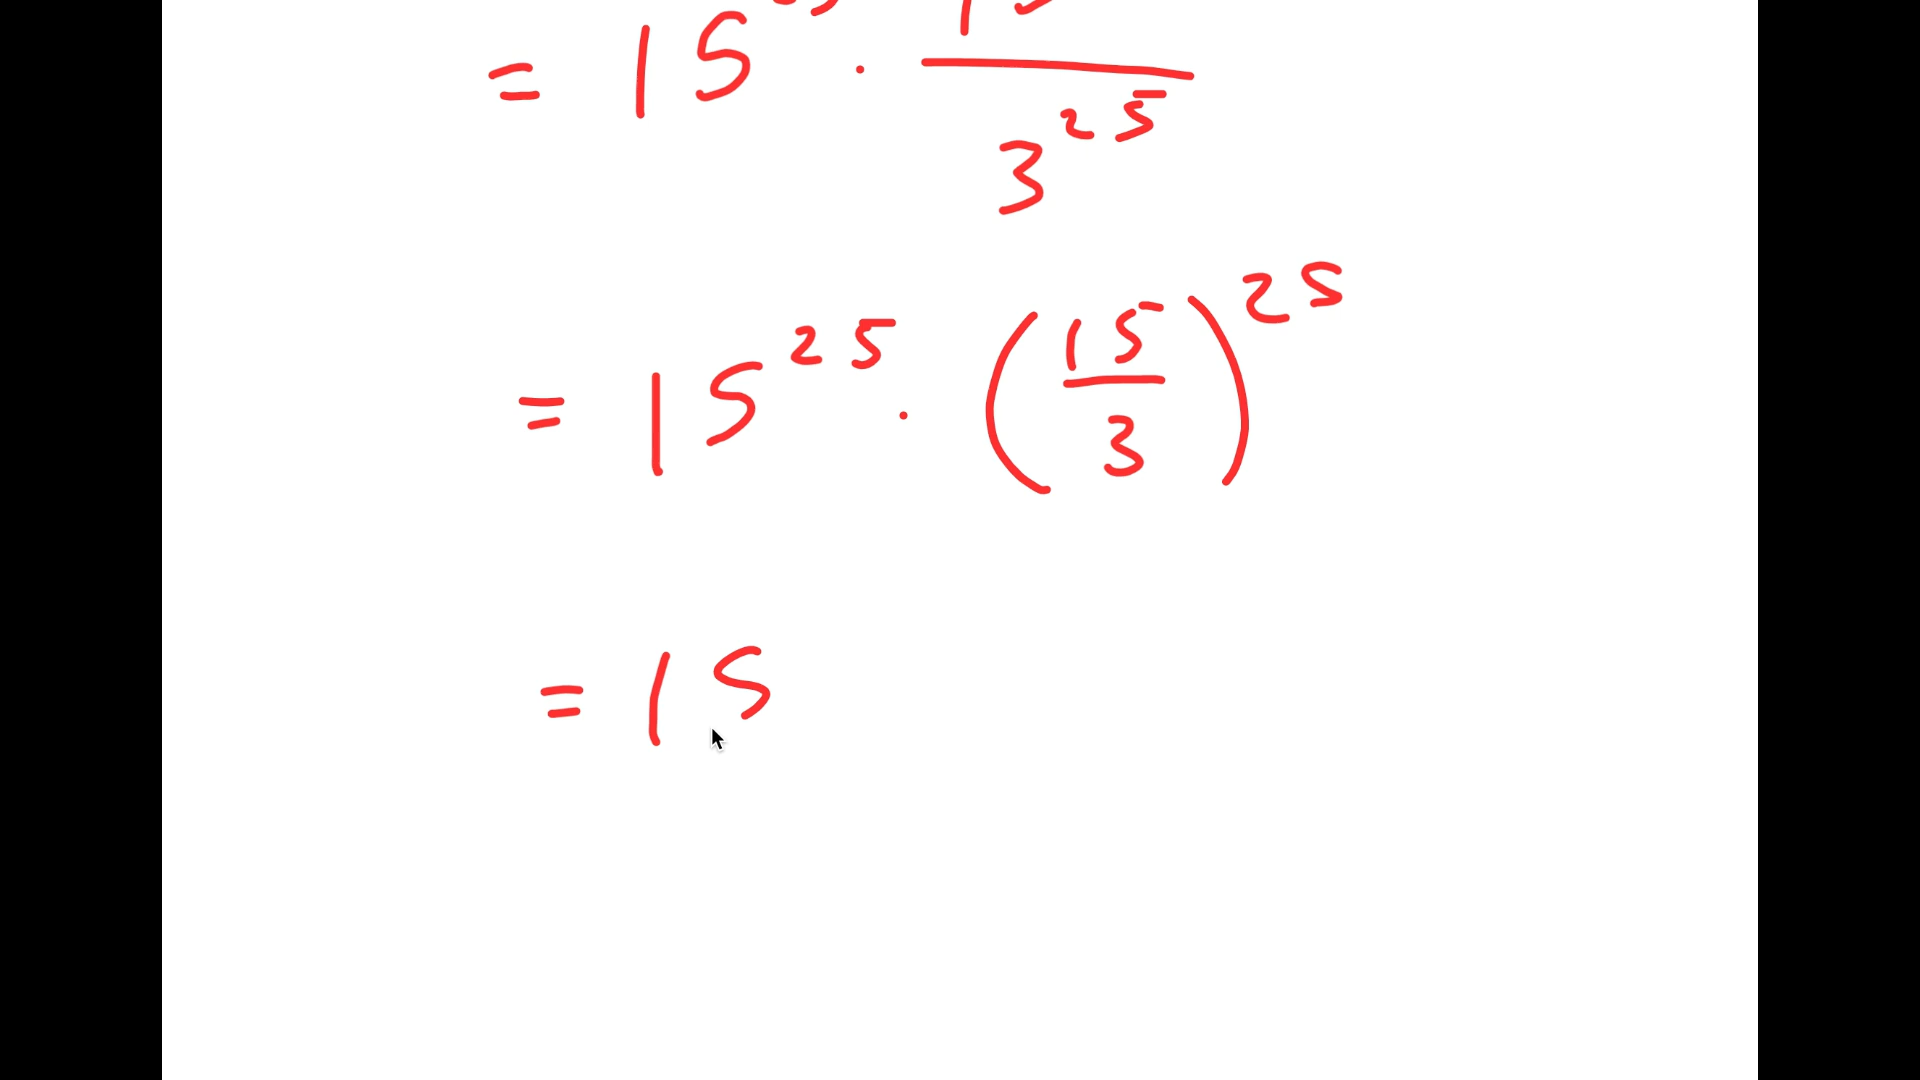 = 15 · / 3^25
= 15^25 · (15/3)^25
= 15